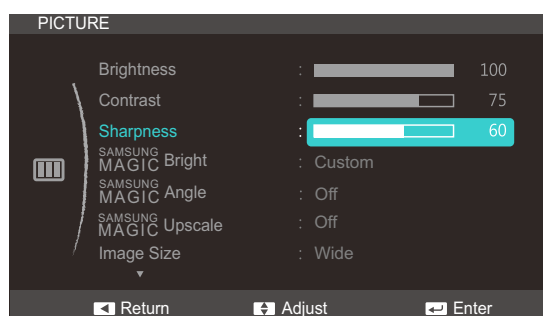 PICTURE
Brightness : 100
Contrast : 75
Sharpness : 60
SAMSUNG MAGIC Bright : Custom
SAMSUNG MAGIC Angle : Off
SAMSUNG MAGIC Upscale : Off
Image Size : Wide
Return Adjust Enter